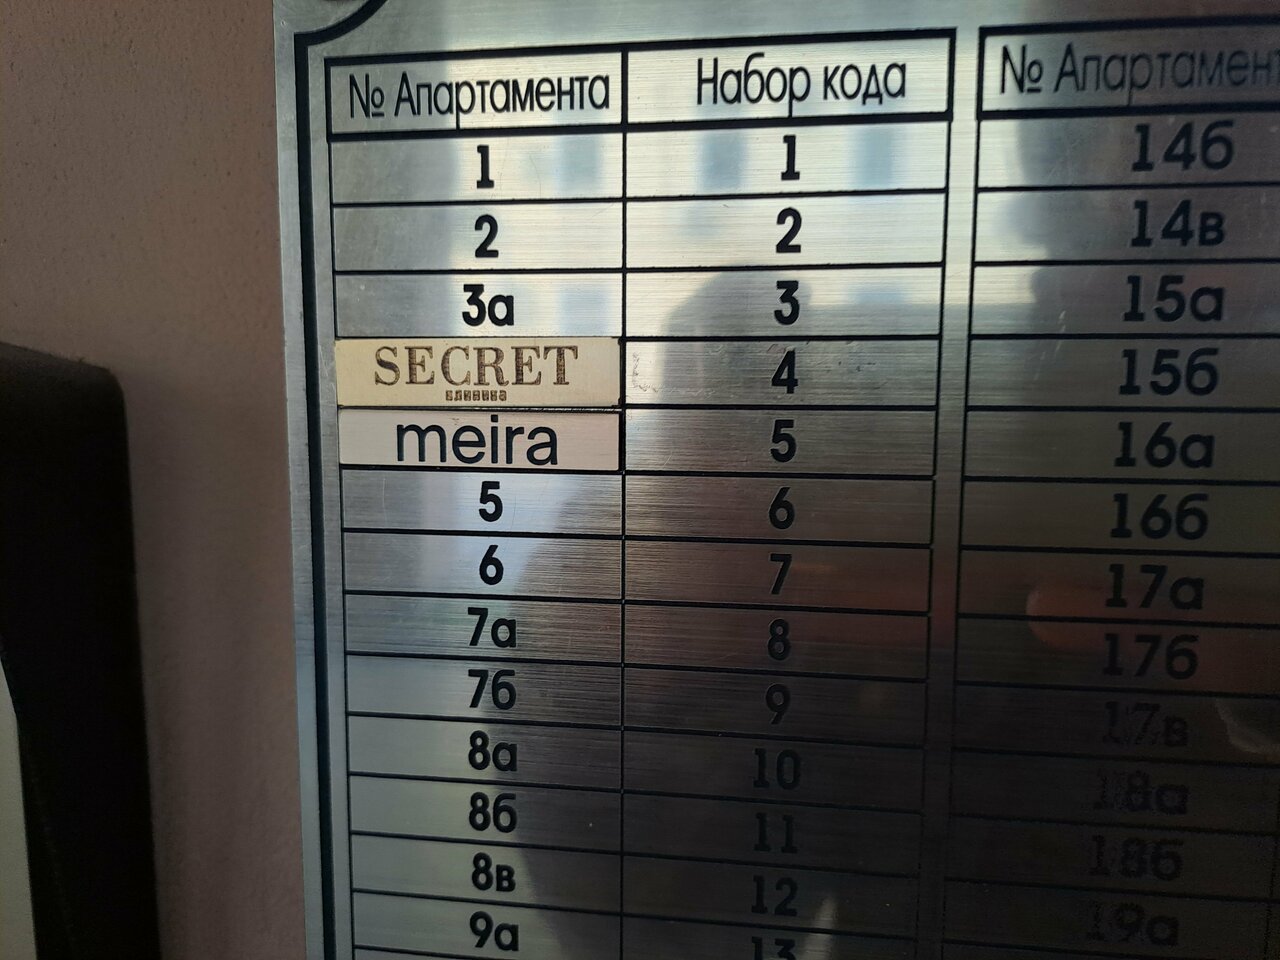 № Апартамента Набор кода № Апартамен
1 1 14б
2 2 14в
3а 3 15а
SECRET 4 15б
клиника
meira 5 16а
5 6 16б
6 7 17а
7а 8 17б
7б 9 17в
8а 10 18а
8б 11 18б
8в 12 19а
9а 13